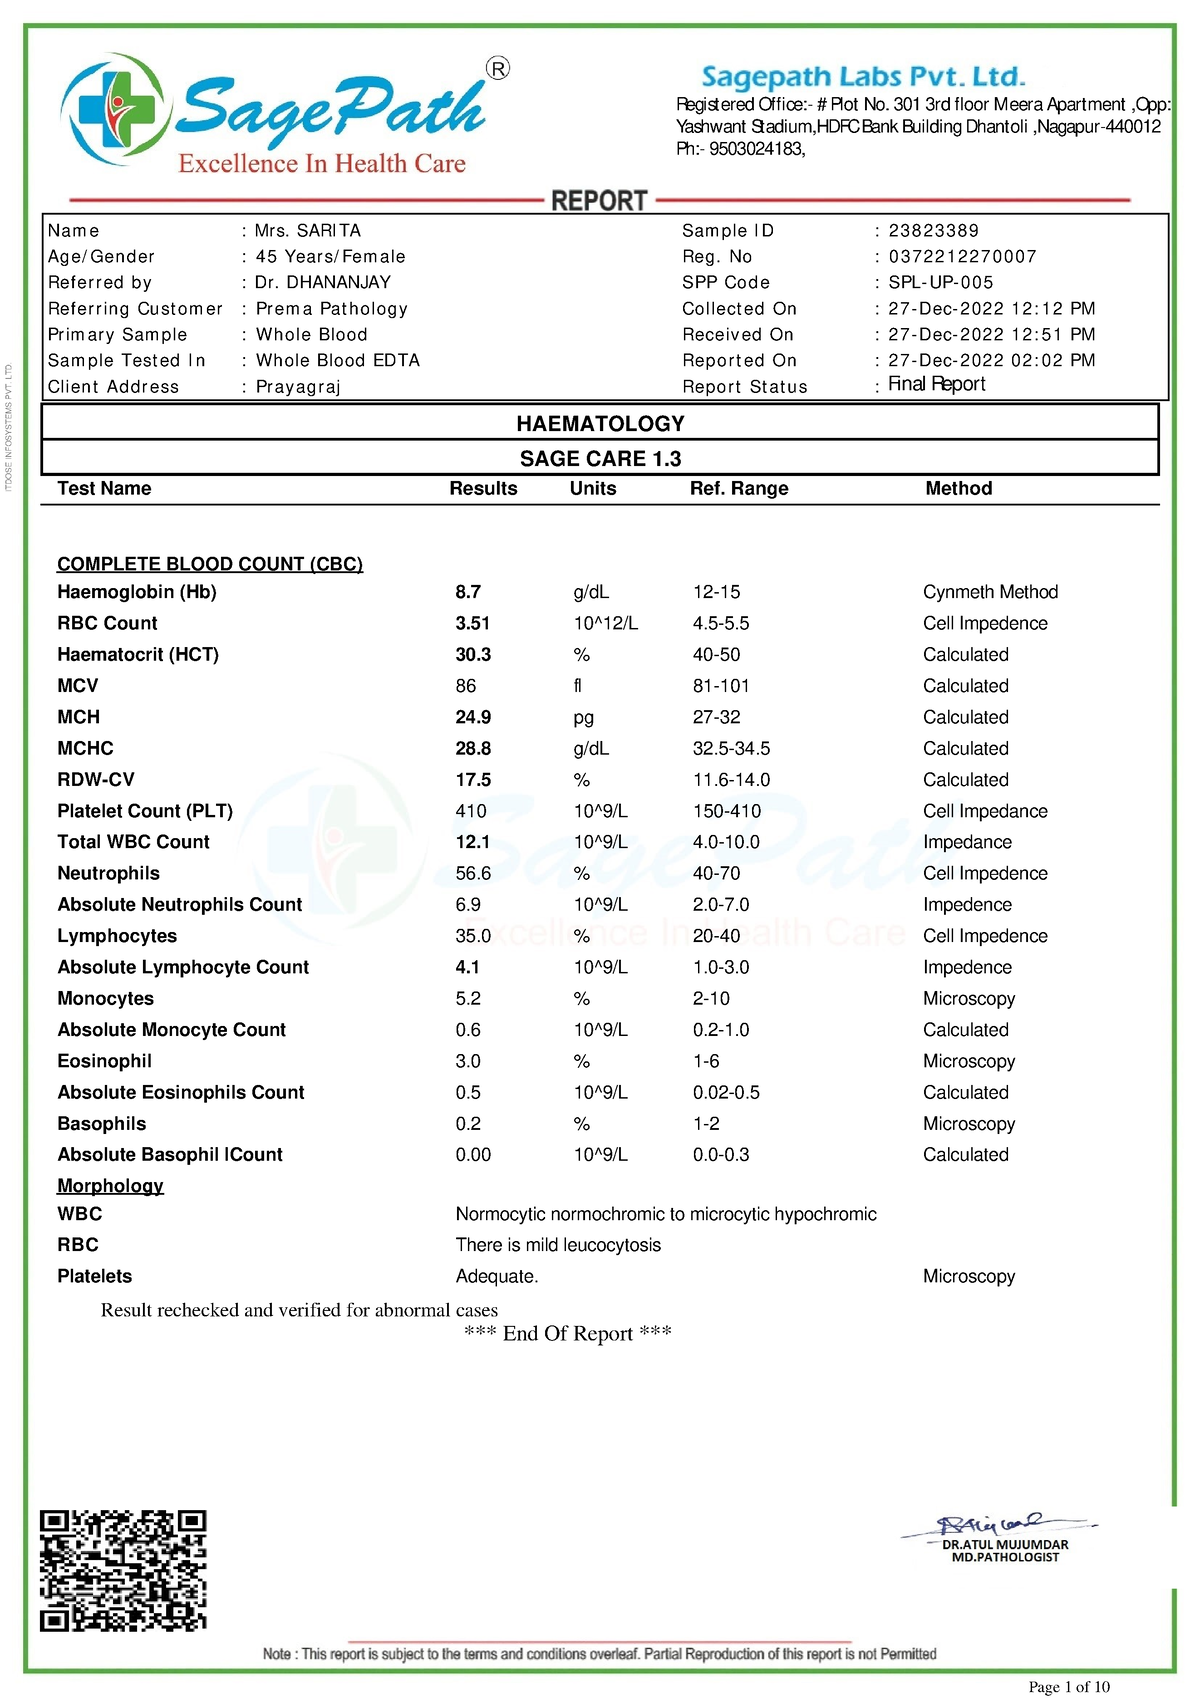 SagePath ®
Excellence In Health Care
Sagepath Labs Pvt. Ltd.
Registered Office:- # Plot No. 301 3rd floor Meera Apartment ,Opp:
Yashwant Stadium,HDFC Bank Building Dhantoli ,Nagapur-440012
Ph:- 9503024183,
REPORT
Name : Mrs. SARITA Sample ID : 23823389
Age/Gender : 45 Years/Female Reg. No : 0372212270007
Referred by : Dr. DHANANJAY SPP Code : SPL-UP-005
Referring Customer : Prema Pathology Collected On : 27-Dec-2022 12:12 PM
Primary Sample : Whole Blood Received On : 27-Dec-2022 12:51 PM
Sample Tested In : Whole Blood EDTA Reported On : 27-Dec-2022 02:02 PM
Client Address : Prayagraj Report Status : Final Report
ITDOSE INFOSYSTEMS PVT. LTD.
HAEMATOLOGY
SAGE CARE 1.3
Test Name Results Units Ref. Range Method
COMPLETE BLOOD COUNT (CBC)
Haemoglobin (Hb) 8.7 g/dL 12-15 Cynmeth Method
RBC Count 3.51 10^12/L 4.5-5.5 Cell Impedence
Haematocrit (HCT) 30.3 % 40-50 Calculated
MCV 86 fl 81-101 Calculated
MCH 24.9 pg 27-32 Calculated
MCHC 28.8 g/dL 32.5-34.5 Calculated
RDW-CV 17.5 % 11.6-14.0 Calculated
Platelet Count (PLT) 410 10^9/L 150-410 Cell Impedance
Total WBC Count 12.1 10^9/L 4.0-10.0 Impedance
Neutrophils 56.6 % 40-70 Cell Impedence
Absolute Neutrophils Count 6.9 10^9/L 2.0-7.0 Impedence
Lymphocytes 35.0 % 20-40 Cell Impedence
Absolute Lymphocyte Count 4.1 10^9/L 1.0-3.0 Impedence
Monocytes 5.2 % 2-10 Microscopy
Absolute Monocyte Count 0.6 10^9/L 0.2-1.0 Calculated
Eosinophil 3.0 % 1-6 Microscopy
Absolute Eosinophils Count 0.5 10^9/L 0.02-0.5 Calculated
Basophils 0.2 % 1-2 Microscopy
Absolute Basophil lCount 0.00 10^9/L 0.0-0.3 Calculated
SagePath
Excellence In Health Care
Morphology
WBC Normocytic normochromic to microcytic hypochromic
RBC There is mild leucocytosis
Platelets Adequate. Microscopy
Result rechecked and verified for abnormal cases
*** End Of Report ***
DR.ATUL MUJUMDAR
MD.PATHOLOGIST
Note : This report is subject to the terms and conditions overleaf. Partial Reproduction of this report is not Permitted
Page 1 of 10